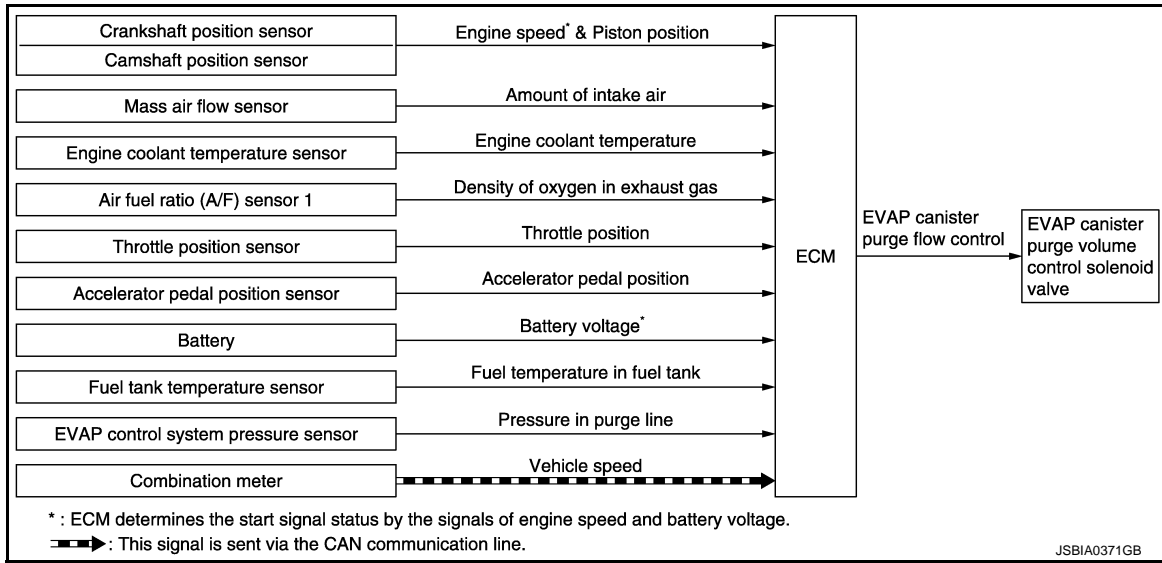 Crankshaft position sensor
Camshaft position sensor
Engine speed* & Piston position
Mass air flow sensor
Amount of intake air
Engine coolant temperature sensor
Engine coolant temperature
Air fuel ratio (A/F) sensor 1
Density of oxygen in exhaust gas
Throttle position sensor
Throttle position
Accelerator pedal position sensor
Accelerator pedal position
Battery
Battery voltage*
Fuel tank temperature sensor
Fuel temperature in fuel tank
EVAP control system pressure sensor
Pressure in purge line
Combination meter
Vehicle speed
ECM
EVAP canister
purge flow control
EVAP canister
purge volume
control solenoid
valve
* : ECM determines the start signal status by the signals of engine speed and battery voltage.
: This signal is sent via the CAN communication line.
JSBIA0371GB